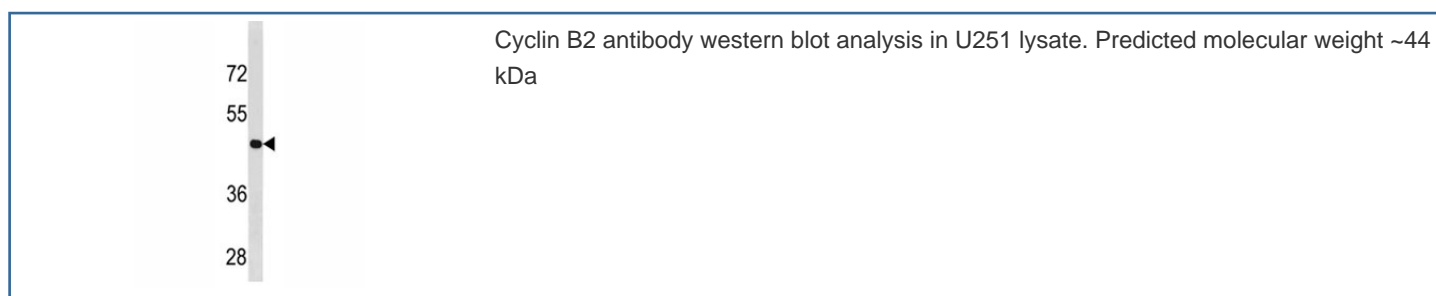 72
55
36
28
Cyclin B2 antibody western blot analysis in U251 lysate. Predicted molecular weight ~44
kDa